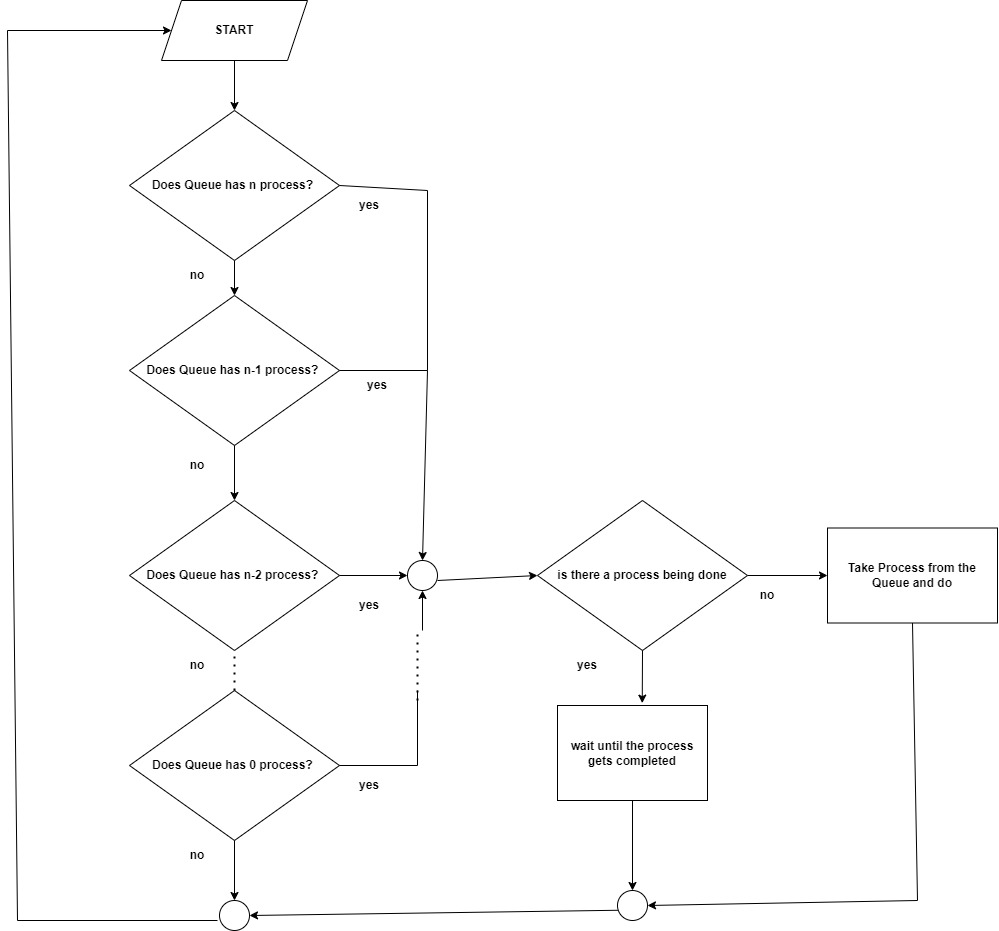 START
Does Queue has n process?
yes
no
Does Queue has n-1 process?
yes
no
Does Queue has n-2 process?
yes
no
Does Queue has 0 process?
yes
no
is there a process being done
no
Take Process from the
Queue and do
yes
wait until the process
gets completed